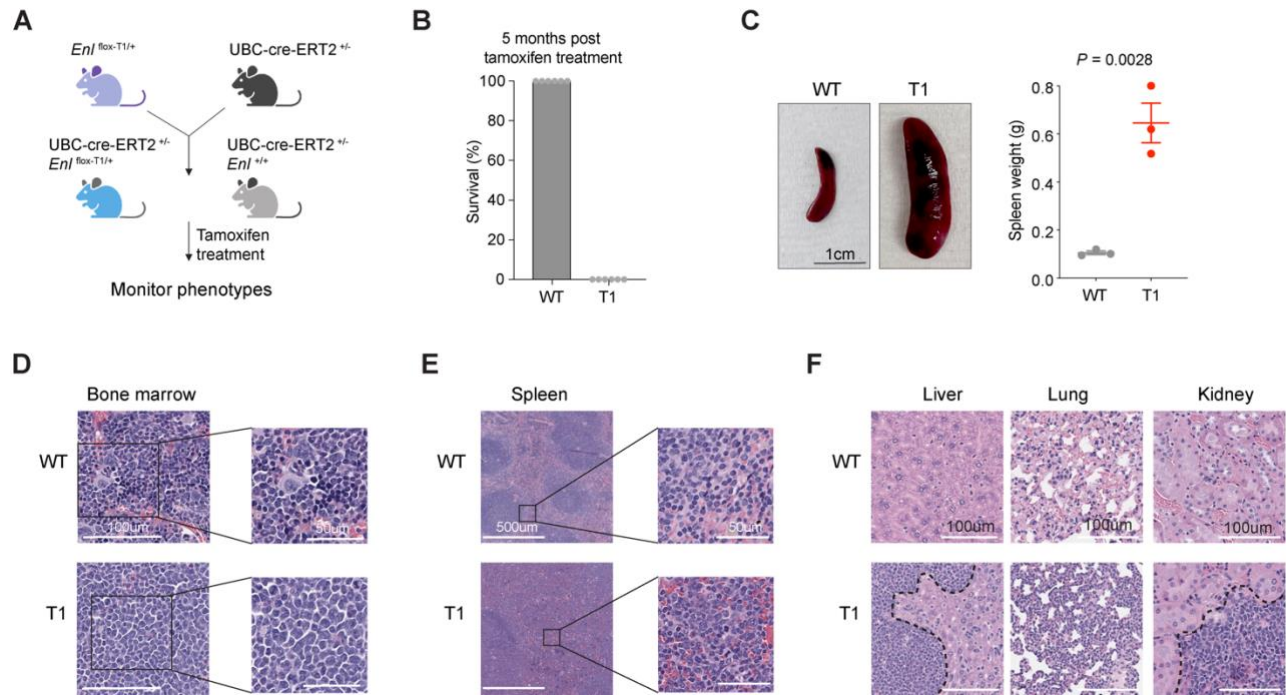 A
Enl flox-T1/+
UBC-cre-ERT2 +/-
UBC-cre-ERT2 +/-
Enl flox-T1/+
UBC-cre-ERT2 +/-
Enl +/+
Tamoxifen
treatment
Monitor phenotypes
B
5 months post
tamoxifen treatment
Survival (%)
100
80
60
40
20
0
WT
T1
C
WT
T1
1cm
P = 0.0028
Spleen weight (g)
0.8
0.6
0.4
0.2
0.0
WT
T1
D
Bone marrow
WT
100um
50um
T1
E
Spleen
WT
500um
50um
T1
F
Liver
Lung
Kidney
WT
100um
100um
100um
T1